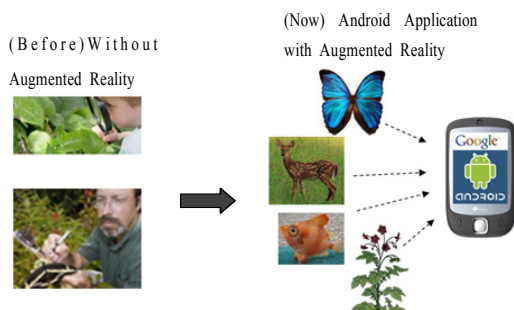 (Before)Without
Augmented Reality
(Now) Android Application
with Augmented Reality
Google
ANDROID